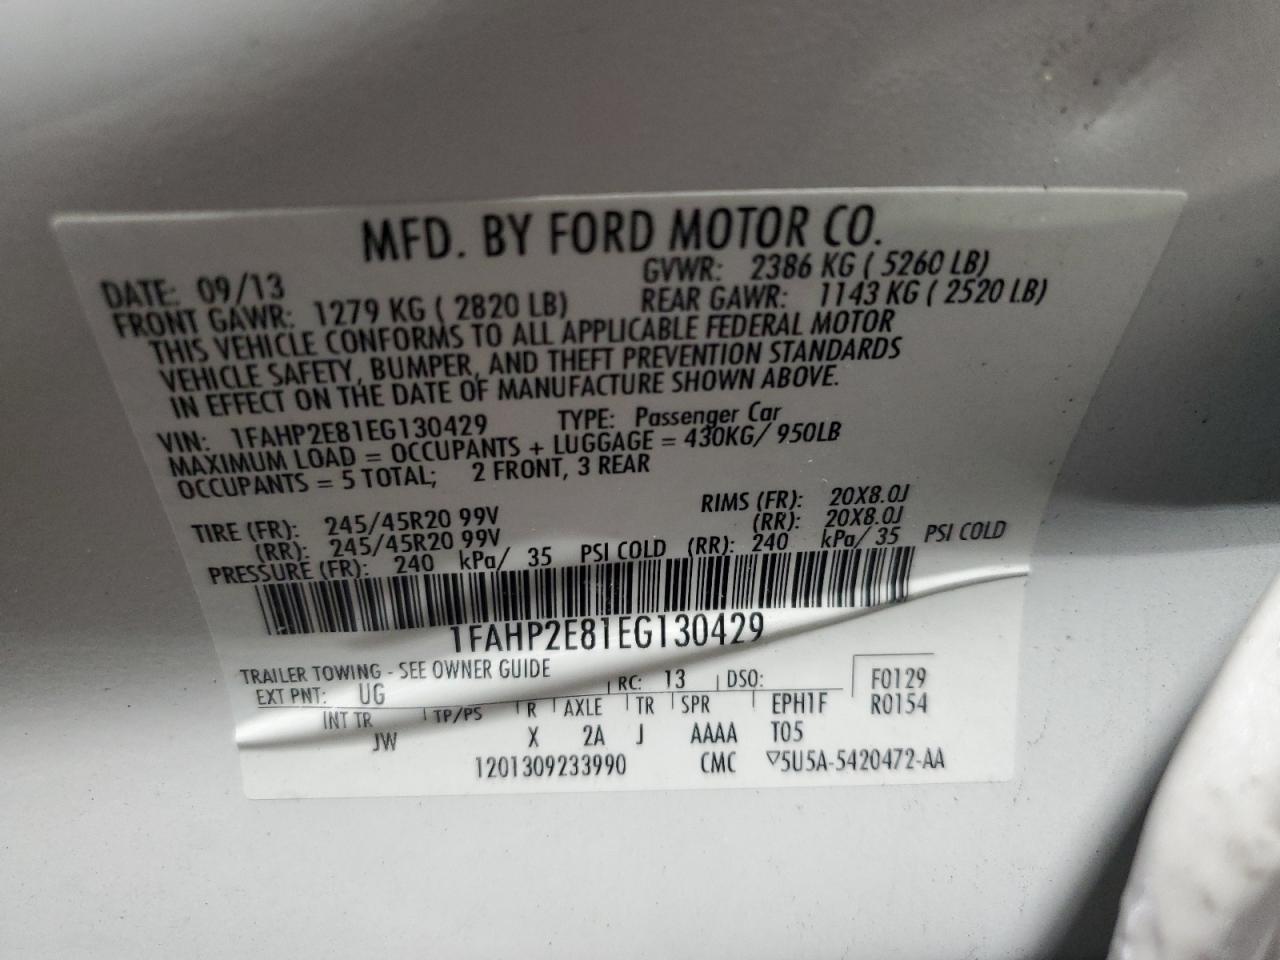 MFD. BY FORD MOTOR CO.
DATE: 09/13 GVWR: 2386 KG ( 5260 LB)
FRONT GAWR: 1279 KG ( 2820 LB) REAR GAWR: 1143 KG ( 2520 LB)
THIS VEHICLE CONFORMS TO ALL APPLICABLE FEDERAL MOTOR
VEHICLE SAFETY, BUMPER, AND THEFT PREVENTION STANDARDS
IN EFFECT ON THE DATE OF MANUFACTURE SHOWN ABOVE.
VIN: 1FAHP2E81EG130429 TYPE: Passenger Car
MAXIMUM LOAD = OCCUPANTS + LUGGAGE = 430KG/ 950LB
OCCUPANTS = 5 TOTAL; 2 FRONT, 3 REAR
TIRE (FR): 245/45R20 99V RIMS (FR): 20X8.0J
(RR): 245/45R20 99V (RR): 20X8.0J
PRESSURE (FR): 240 kPa/ 35 PSI COLD (RR): 240 kPa/ 35 PSI COLD
1FAHP2E81EG130429
TRAILER TOWING - SEE OWNER GUIDE
EXT PNT: UG RC: 13 DSO: F0129
INT TR TP/PS R AXLE TR SPR EPH1F R0154
JW X 2A J AAAA T05
1201309233990 CMC ▽5U5A-5420472-AA